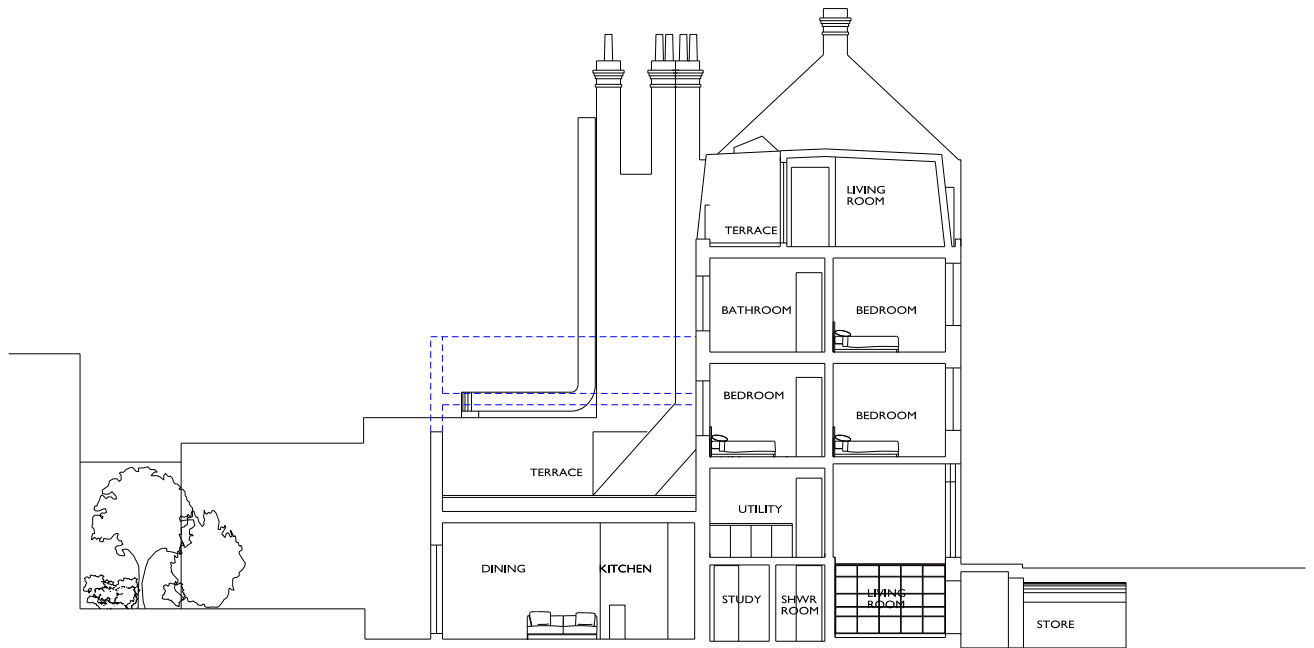 LIVING
ROOM
TERRACE
BATHROOM
BEDROOM
BEDROOM
BEDROOM
TERRACE
UTILITY
DINING
KITCHEN
STUDY
SHWR
ROOM
LIVING
ROOM
STORE